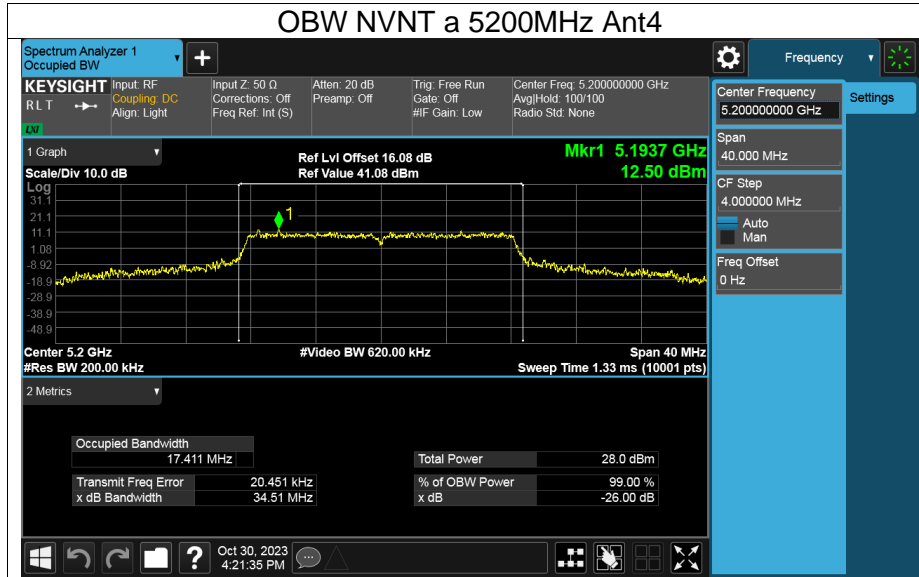 OBW NVNT a 5200MHz Ant4
Spectrum Analyzer 1
Occupied BW
+
Frequency
KEYSIGHT
R L T
LXI
Input: RF
Coupling: DC
Align: Light
Input Z: 50 Ω
Corrections: Off
Freq Ref: Int (S)
Atten: 20 dB
Preamp: Off
Trig: Free Run
Gate: Off
#IF Gain: Low
Center Freq: 5.200000000 GHz
Avg|Hold: 100/100
Radio Std: None
Center Frequency
5.200000000 GHz
Settings
Span
40.000 MHz
CF Step
4.000000 MHz
Auto
Man
Freq Offset
0 Hz
1 Graph
Scale/Div 10.0 dB
Ref Lvl Offset 16.08 dB
Ref Value 41.08 dBm
Mkr1 5.1937 GHz
12.50 dBm
Log
31.1
21.1
11.1
1.08
-8.92
-18.9
-28.9
-38.9
-48.9
1
Center 5.2 GHz
#Video BW 620.00 kHz
Span 40 MHz
#Res BW 200.00 kHz
Sweep Time 1.33 ms (10001 pts)
2 Metrics
Occupied Bandwidth
17.411 MHz
Total Power 28.0 dBm
Transmit Freq Error 20.451 kHz
% of OBW Power 99.00 %
x dB Bandwidth 34.51 MHz
x dB -26.00 dB
?
Oct 30, 2023
4:21:35 PM